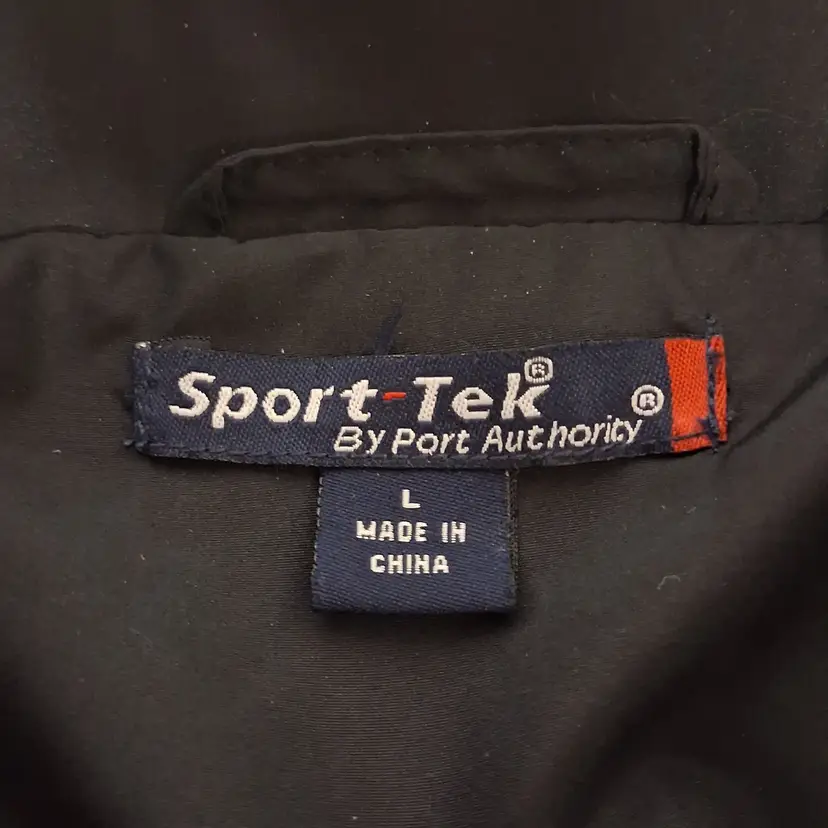 Sport-Tek®
By Port Authority®
L
MADE IN
CHINA